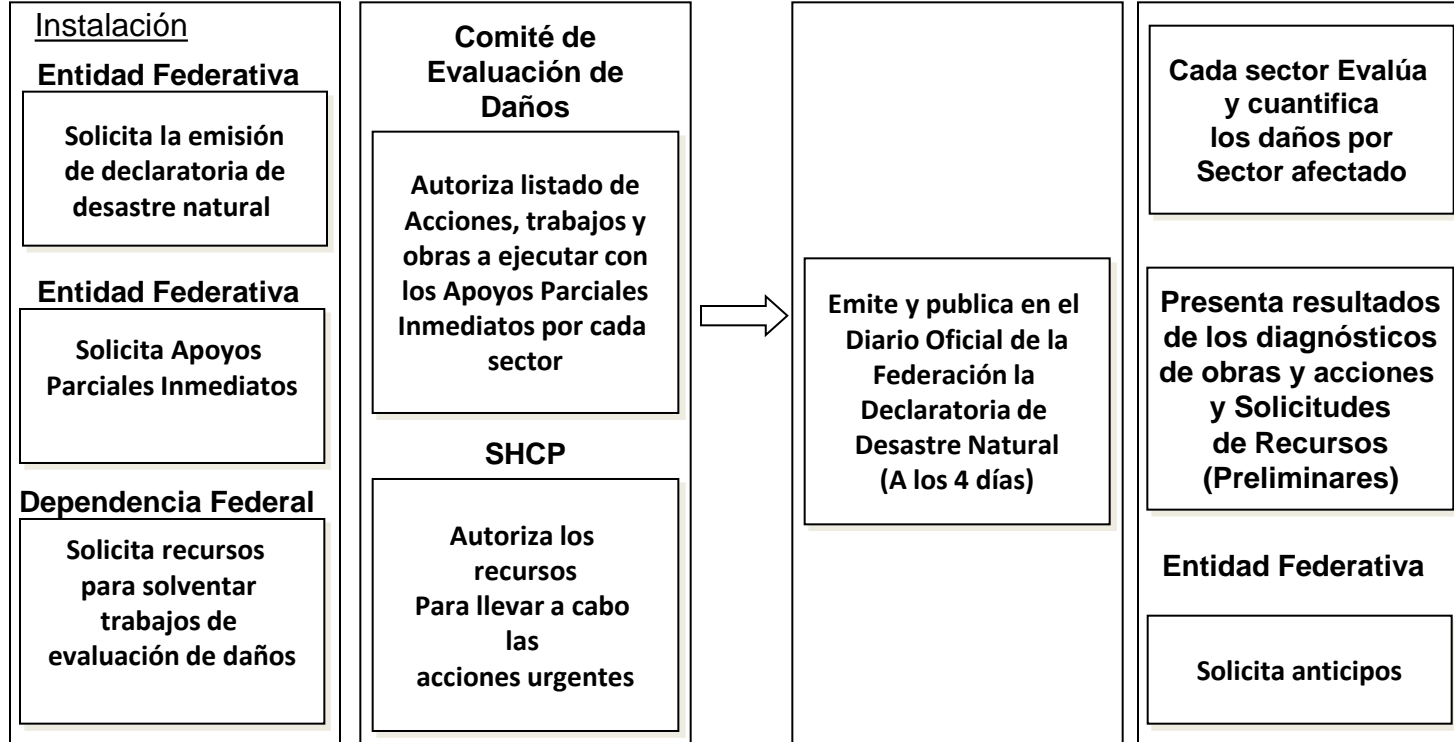 Instalación
Entidad Federativa
Solicita la emisión
de declaratoria de
desastre natural
Entidad Federativa
Solicita Apoyos
Parciales Inmediatos
Dependencia Federal
Solicita recursos
para solventar
trabajos de
evaluación de daños
Comité de
Evaluación de
Daños
Autoriza listado de
Acciones, trabajos y
obras a ejecutar con
los Apoyos Parciales
Inmediatos por cada
sector
SHCP
Autoriza los
recursos
Para llevar a cabo
las
acciones urgentes
Emite y publica en el
Diario Oficial de la
Federación la
Declaratoria de
Desastre Natural
(A los 4 días)
Cada sector Evalúa
y cuantifica
los daños por
Sector afectado
Presenta resultados
de los diagnósticos
de obras y acciones
y Solicitudes
de Recursos
(Preliminares)
Entidad Federativa
Solicita anticipos